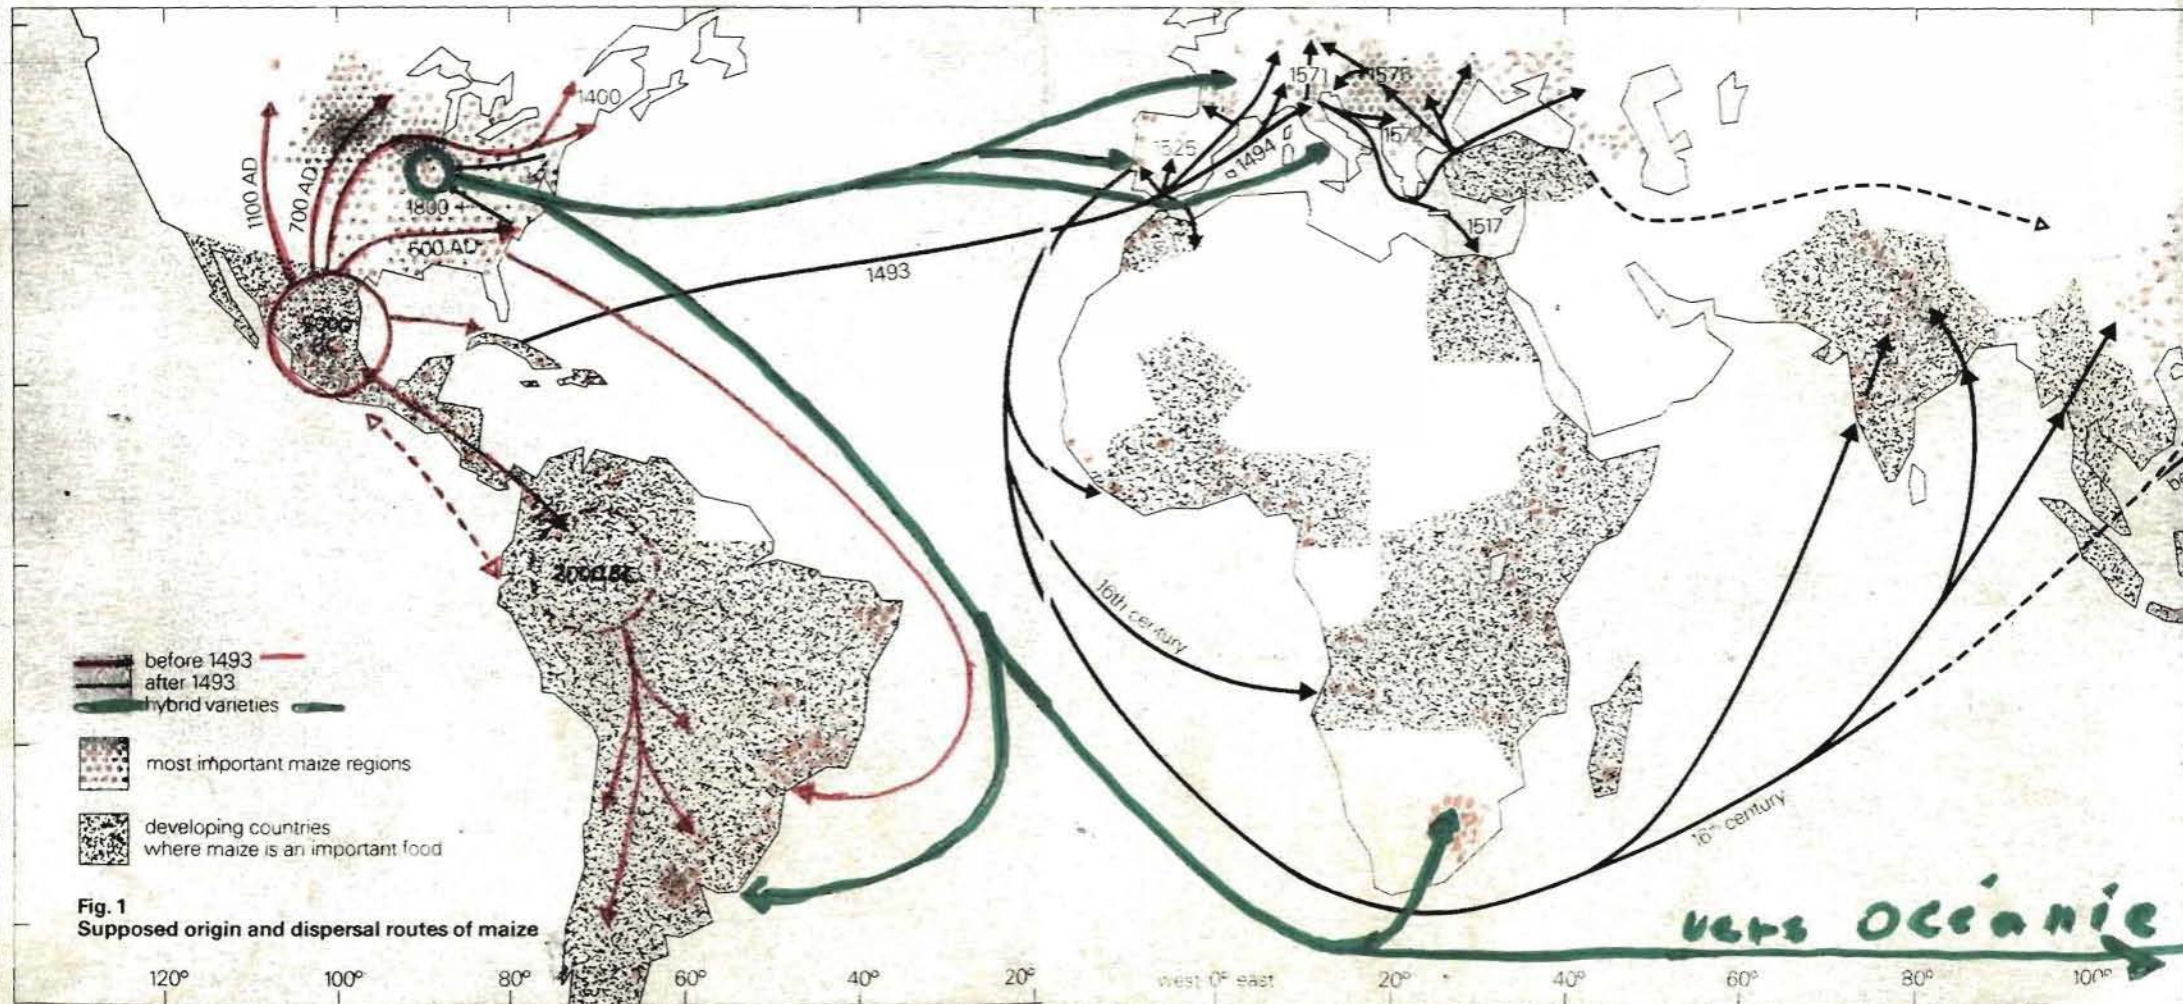 1400
1571
1578
1572
1525
1494
1100 AD
700 AD
1800 +
600 AD
1517
1493
2000 BC
16th century
16th century
before 1493
after 1493
hybrid varieties
most important maize regions
developing countries
where maize is an important food
vers Océanie
Fig. 1
Supposed origin and dispersal routes of maize
120° 100° 80° 60° 40° 20° west 0° east 20° 40° 60° 80° 100°